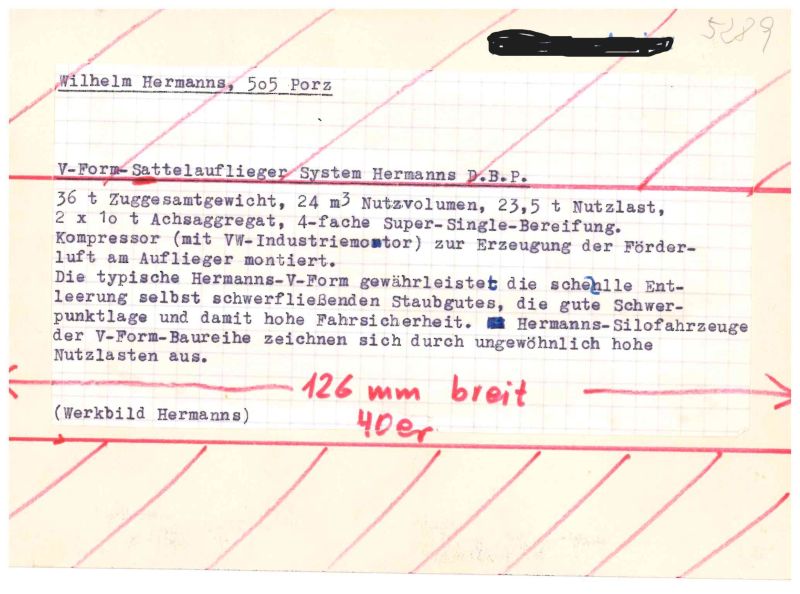 5289
Wilhelm Hermanns, 505 Porz
V-Form-Sattelauflieger System Hermanns D.B.P.
36 t Zuggesamtgewicht, 24 m³ Nutzvolumen, 23,5 t Nutzlast,
2 x 10 t Achsaggregat, 4-fache Super-Single-Bereifung.
Kompressor (mit VW-Industriemotor) zur Erzeugung der Förder-
luft am Auflieger montiert.
Die typische Hermanns-V-Form gewährleistet die schnelle Ent-
leerung selbst schwerfließenden Staubgutes, die gute Schwer-
punktlage und damit hohe Fahrsicherheit. Hermanns-Silofahrzeuge
der V-Form-Baureihe zeichnen sich durch ungewöhnlich hohe
Nutzlasten aus.
126 mm breit
40er
(Werkbild Hermanns)